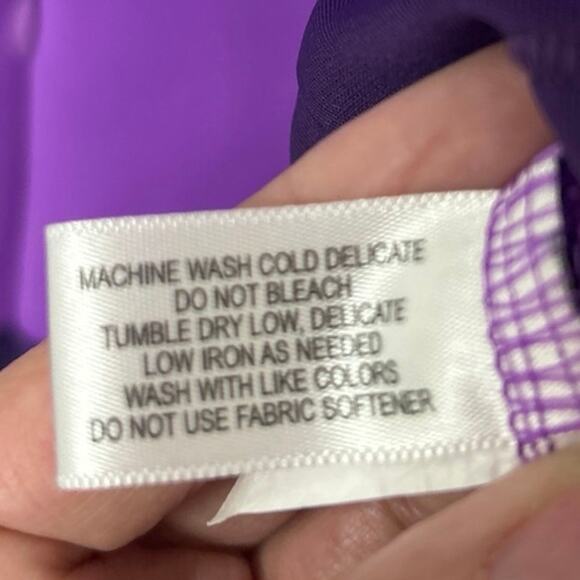 MACHINE WASH COLD DELICATE
DO NOT BLEACH
TUMBLE DRY LOW, DELICATE
LOW IRON AS NEEDED
WASH WITH LIKE COLORS
DO NOT USE FABRIC SOFTENER